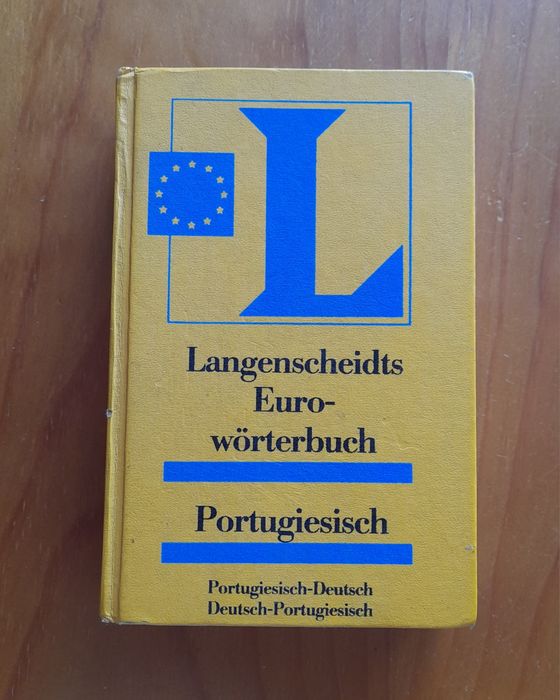 L
Langenscheidts
Euro-
wörterbuch
Portugiesisch
Portugiesisch-Deutsch
Deutsch-Portugiesisch